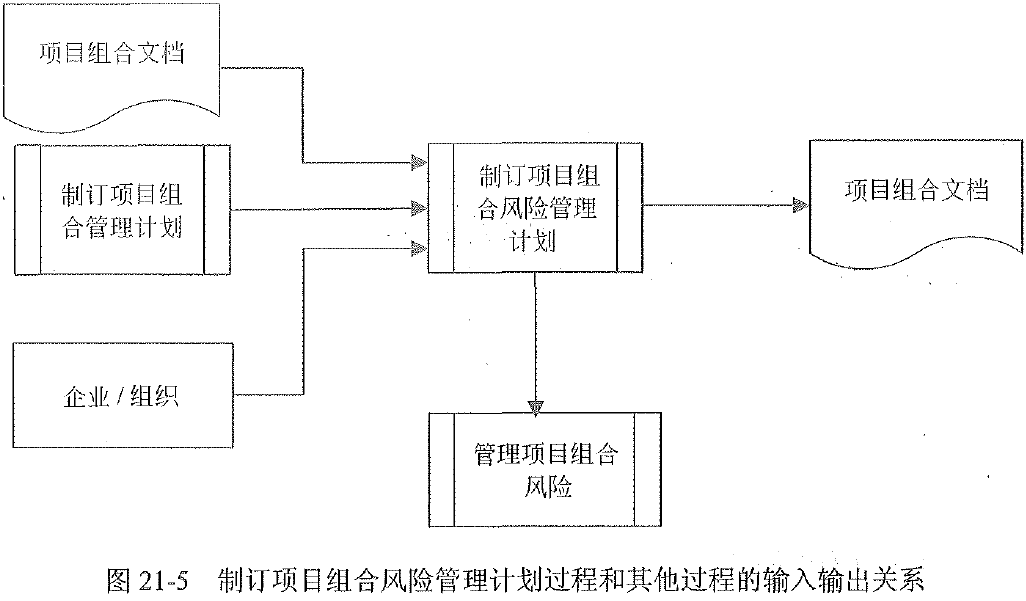 项目组合文档
制订项目组
合管理计划
企业 / 组织
制订项目组
合风险管理
计划
项目组合文档
管理项目组合
风险
图 21-5 制订项目组合风险管理计划过程和其他过程的输入输出关系